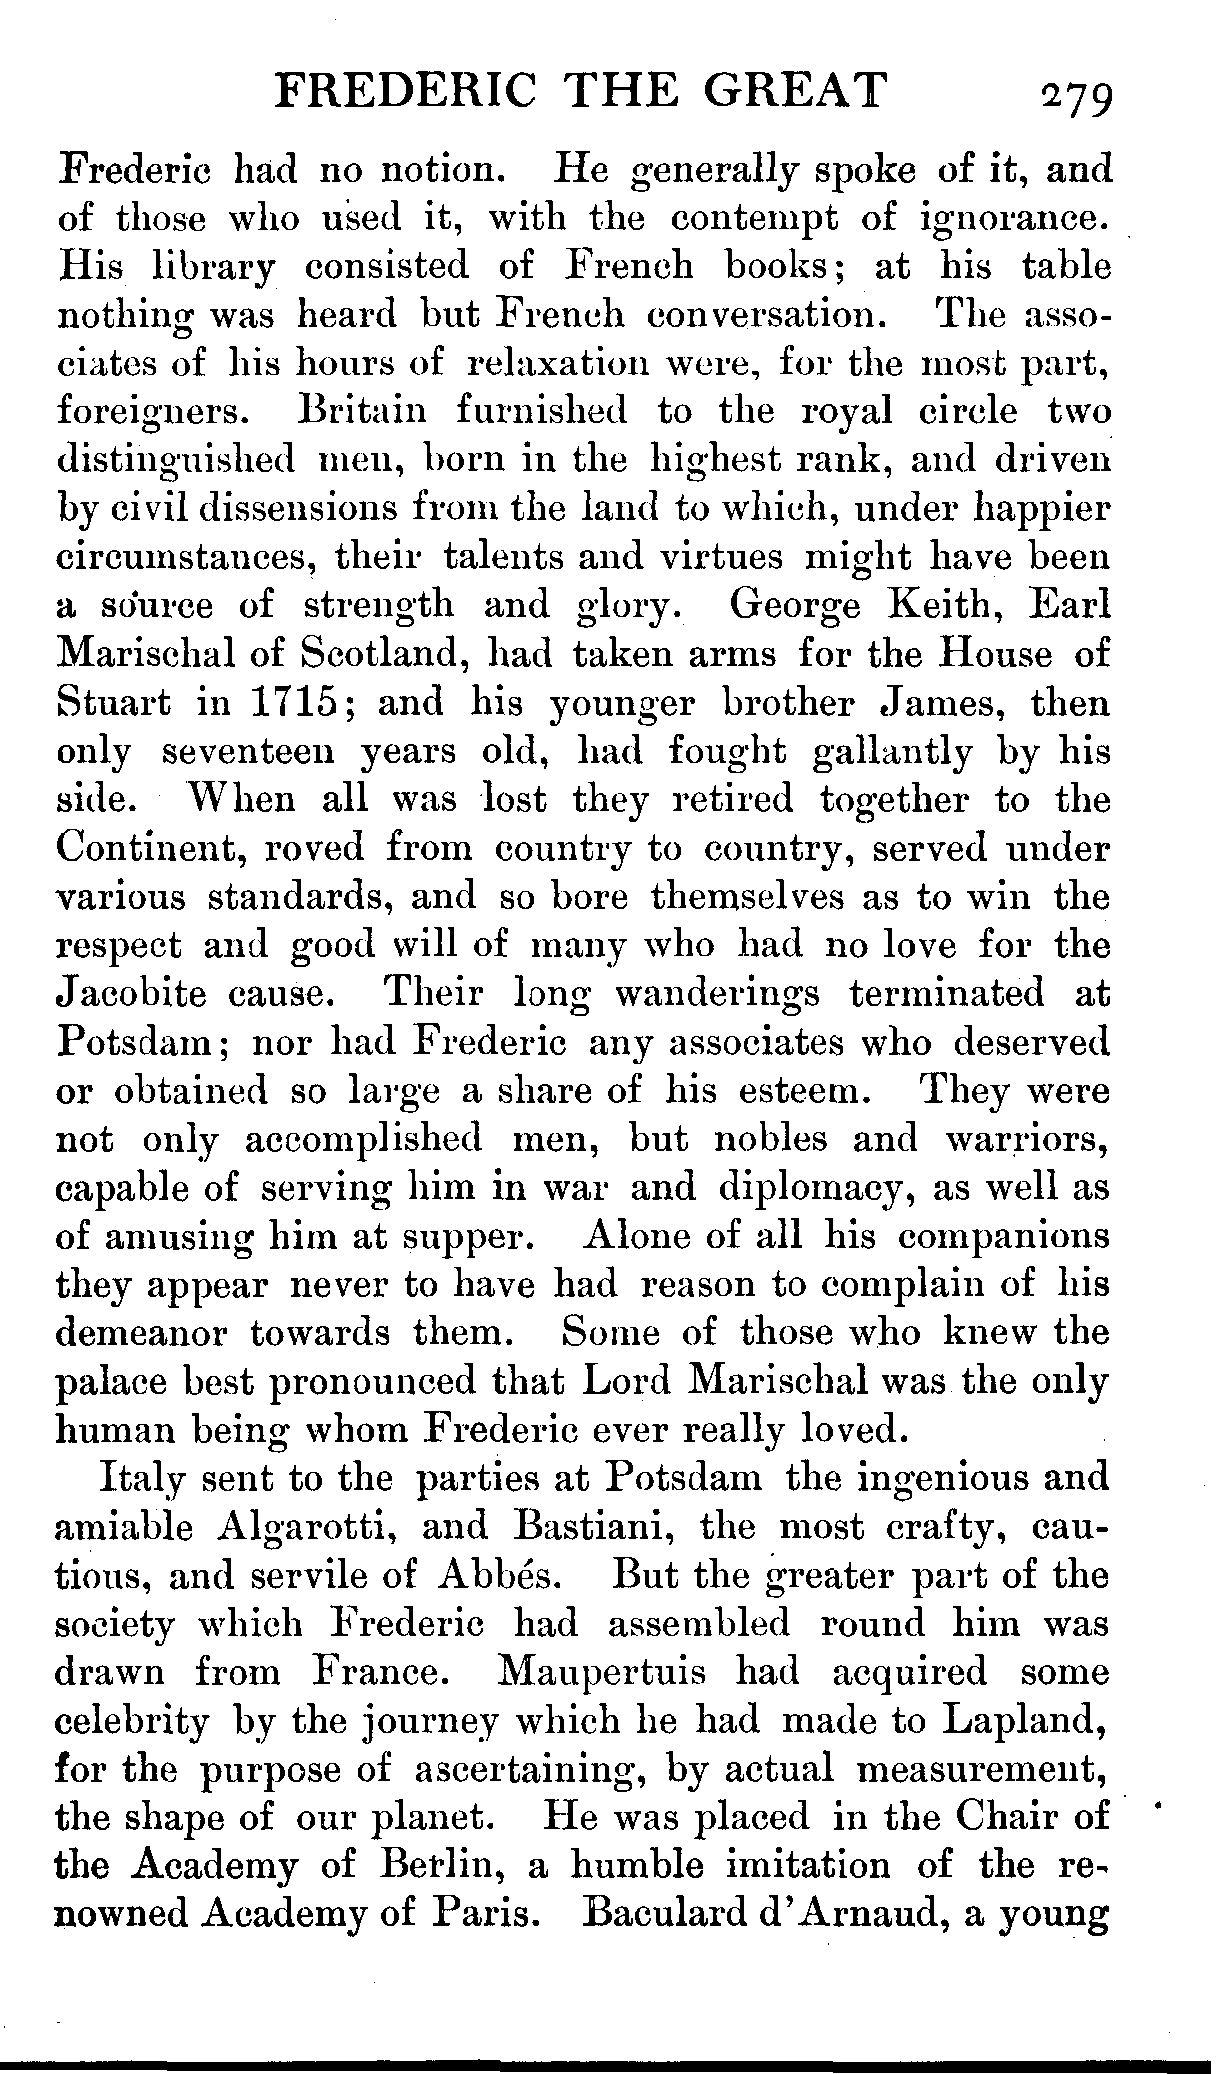 FREDERIC THE GREAT 279
Frederic had no notion. He generally spoke of it, and
of those who used it, with the contempt of ignorance.
His library consisted of French books; at his table
nothing was heard but French conversation. The asso-
ciates of his hours of relaxation were, for the most part,
foreigners. Britain furnished to the royal circle two
distinguished men, born in the highest rank, and driven
by civil dissensions from the land to which, under happier
circumstances, their talents and virtues might have been
a source of strength and glory. George Keith, Earl
Marischal of Scotland, had taken arms for the House of
Stuart in 1715; and his younger brother James, then
only seventeen years old, had fought gallantly by his
side. When all was lost they retired together to the
Continent, roved from country to country, served under
various standards, and so bore themselves as to win the
respect and good will of many who had no love for the
Jacobite cause. Their long wanderings terminated at
Potsdam; nor had Frederic any associates who deserved
or obtained so large a share of his esteem. They were
not only accomplished men, but nobles and warriors,
capable of serving him in war and diplomacy, as well as
of amusing him at supper. Alone of all his companions
they appear never to have had reason to complain of his
demeanor towards them. Some of those who knew the
palace best pronounced that Lord Marischal was the only
human being whom Frederic ever really loved.
Italy sent to the parties at Potsdam the ingenious and
amiable Algarotti, and Bastiani, the most crafty, cau-
tious, and servile of Abbés. But the greater part of the
society which Frederic had assembled round him was
drawn from France. Maupertuis had acquired some
celebrity by the journey which he had made to Lapland,
for the purpose of ascertaining, by actual measurement,
the shape of our planet. He was placed in the Chair of
the Academy of Berlin, a humble imitation of the re-
nowned Academy of Paris. Baculard d'Arnaud, a young